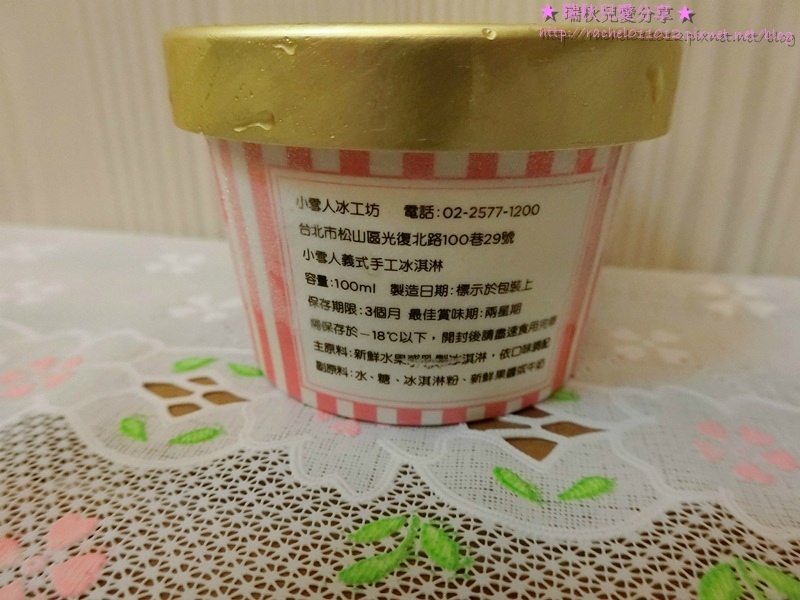 ★ 瑞秋兒愛分享 ★
http://rachel011012.pixnet.net/blog
小雪人冰工坊 電話:02-2577-1200
台北市松山區光復北路100巷29號
小雪人義式手工冰淇淋
容量:100ml 製造日期:標示於包裝上
保存期限:3個月 最佳賞味期:兩星期
保存於-18℃以下,開封後請盡速食用完畢
主原料:新鮮水果或乳製冰淇淋,依口味調配
副原料:水、糖、冰淇淋粉、新鮮果醬或牛奶